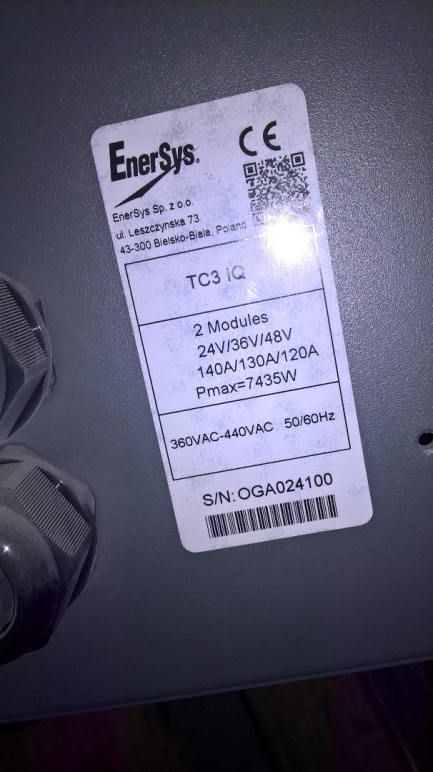 EnerSys.
CE
EnerSys Sp. z o.o.
ul. Leszczynska 73
43-300 Bielsko-Biala, Poland
TC3 IQ
2 Modules
24V/36V/48V
140A/130A/120A
Pmax=7435W
360VAC-440VAC 50/60Hz
S/N: OGA024100